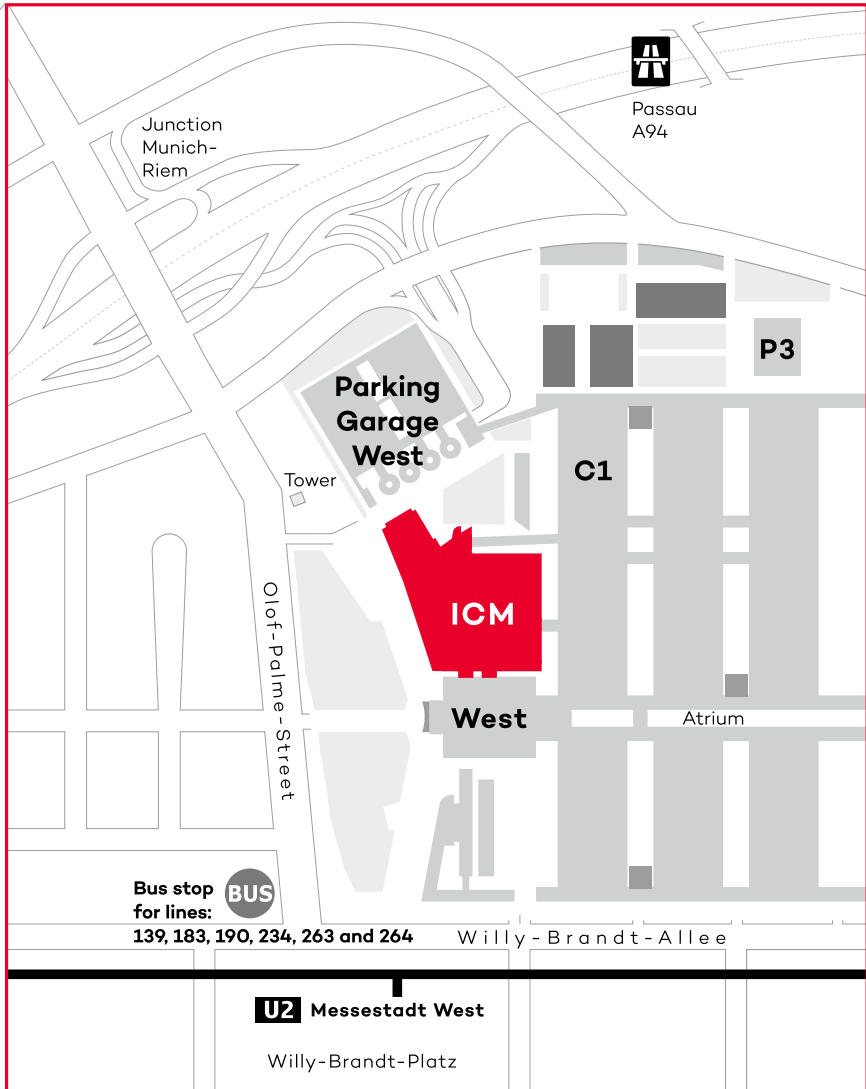 Passau
A94
Junction
Munich-
Riem
P3
Parking
Garage
West
C1
Tower
Olof-Palme-Street
ICM
West
Atrium
Bus stop
for lines:
139, 183, 190, 234, 263 and 264
BUS
Willy-Brandt-Allee
U2 Messestadt West
Willy-Brandt-Platz